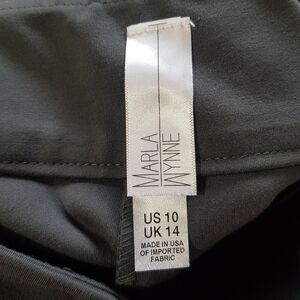 MARLA
WYNNE
US 10
UK 14
MADE IN USA
OF IMPORTED
FABRIC